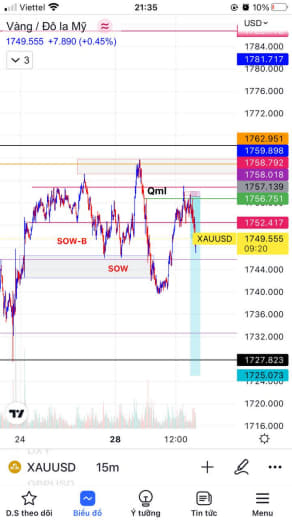 Viettel
21:35
10%
Vàng / Đô la Mỹ
USD
1749.555 +7.890 (+0.45%)
3
1784.000
1781.717
1780.000
1776.000
1772.000
1768.000
1762.951
1759.898
1758.792
1758.018
1757.139
1756.751
1752.417
XAUUSD
1749.555
09:20
1744.000
1740.000
1736.000
1732.000
1727.823
1725.073
1720.000
1716.000
Qml
SOW-B
SOW
24
28
12:00
XAUUSD
15m
D.S theo dõi
Biểu đồ
Ý tưởng
Tin tức
Menu